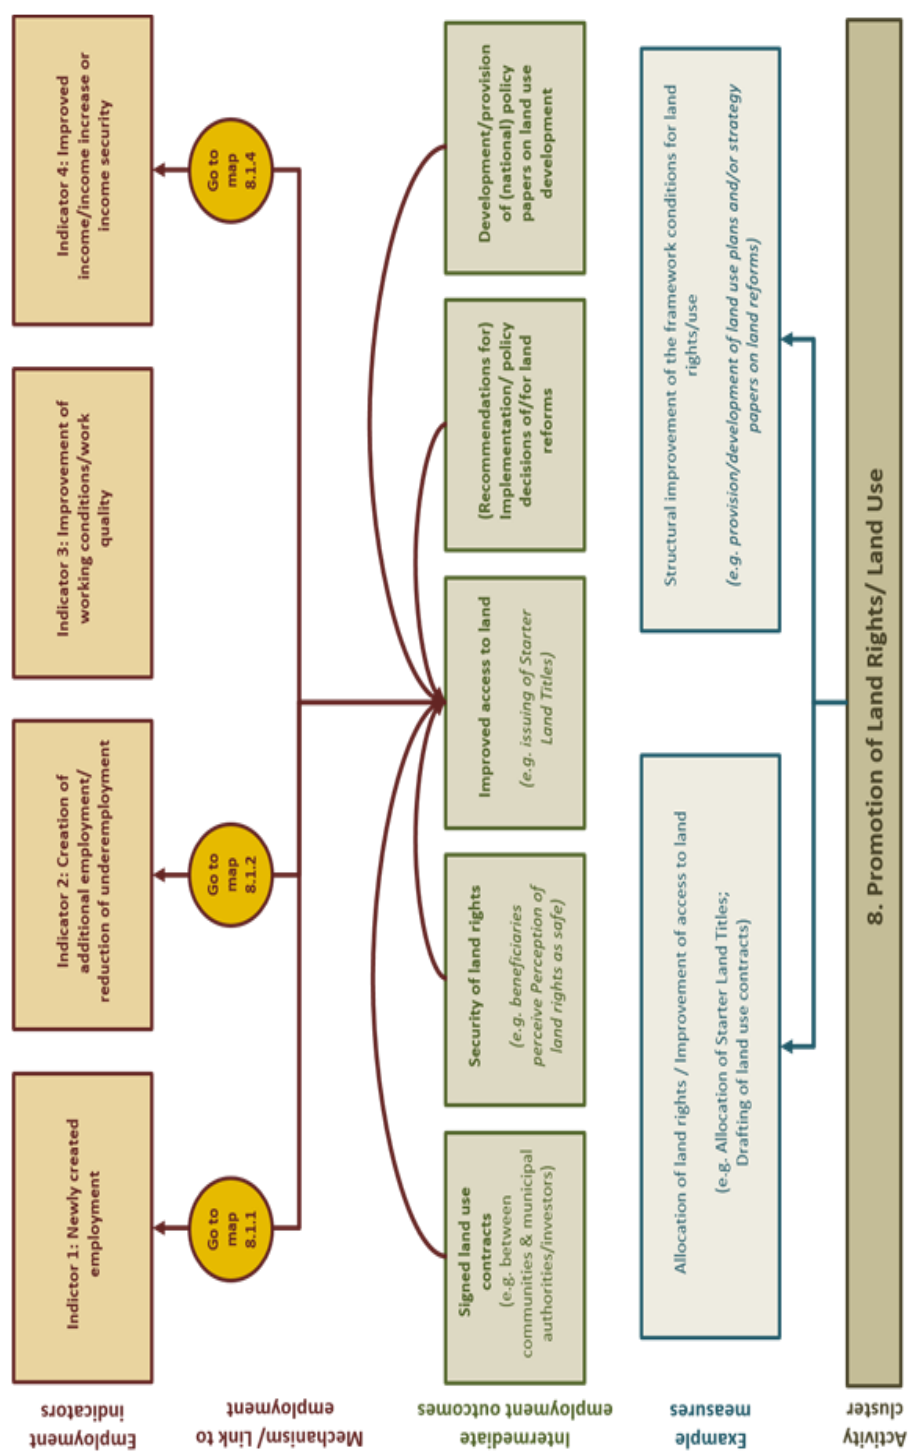 Employment
indicators
Indictor 1: Newly created
employment
Indicator 2: Creation of
additional employment/
reduction of underemployment
Indicator 3: Improvement of
working conditions/work
quality
Indicator 4: Improved
income/income increase or
income security
Mechanism/Link to
employment
Go to
map
8.1.1
Go to
map
8.1.2
Go to
map
8.1.4
Intermediate
employment outcomes
Signed land use
contracts
(e.g. between
communities & municipal
authorities/investors)
Security of land rights
(e.g. beneficiaries
perceive Perception of
land rights as safe)
Improved access to land
(e.g. issuing of Starter
Land Titles)
(Recommendations for)
Implementation/ policy
decisions of/for land
reforms
Development/provision
of (national) policy
papers on land use
development
Example
measures
Allocation of land rights / Improvement of access to land
(e.g. Allocation of Starter Land Titles;
Drafting of land use contracts)
Structural improvement of the framework conditions for land
rights/use
(e.g. provision/development of land use plans and/or strategy
papers on land reforms)
Activity
cluster
8. Promotion of Land Rights/ Land Use